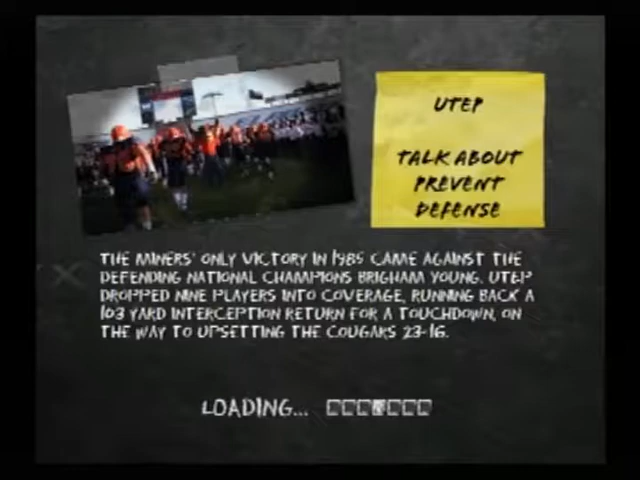 UTEP
TALK ABOUT
PREVENT
DEFENSE
THE MINERS' ONLY VICTORY IN 1985 CAME AGAINST THE
DEFENDING NATIONAL CHAMPIONS BRIGHAM YOUNG. UTEP
DROPPED NINE PLAYERS INTO COVERAGE, RUNNING BACK A
103 YARD INTERCEPTION RETURN FOR A TOUCHDOWN, ON
THE WAY TO UPSETTING THE COUGARS 23-16.
LOADING...